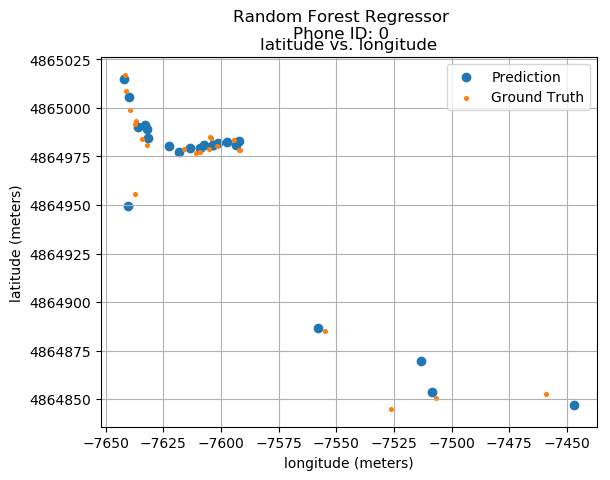 Random Forest Regressor
Phone ID: 0
latitude vs. longitude
Prediction
Ground Truth
4865025
4865000
4864975
4864950
4864925
4864900
4864875
4864850
latitude (meters)
−7650 −7625 −7600 −7575 −7550 −7525 −7500 −7475 −7450
longitude (meters)